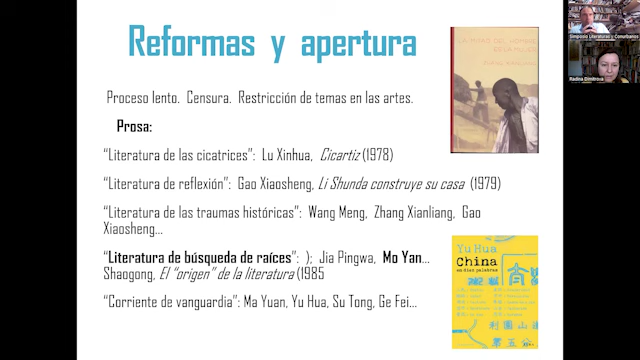 Reformas y apertura
Proceso lento. Censura. Restricción de temas en las artes.
Prosa:
“Literatura de las cicatrices”: Lu Xinhua, Cicartiz (1978)
“Literatura de reflexión”: Gao Xiaosheng, Li Shunda construye su casa (1979)
“Literatura de las traumas históricas”: Wang Meng, Zhang Xianliang, Gao
Xiaosheng...
“Literatura de búsqueda de raíces”: ); Jia Pingwa, Mo Yan...
Shaogong, El “origen” de la literatura (1985
“Corriente de vanguardia”: Ma Yuan, Yu Hua, Su Tong, Ge Fei...
Yu Hua
China
en diez palabras
Simposio Literaturas y Conurbanos
Radina Dimitrova